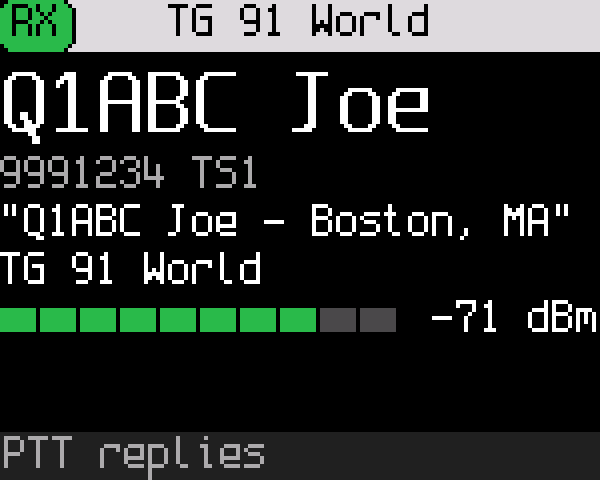 RX TG 91 World
Q1ABC Joe
9991234 TS1
"Q1ABC Joe - Boston, MA"
TG 91 World
-71 dBm
PTT replies